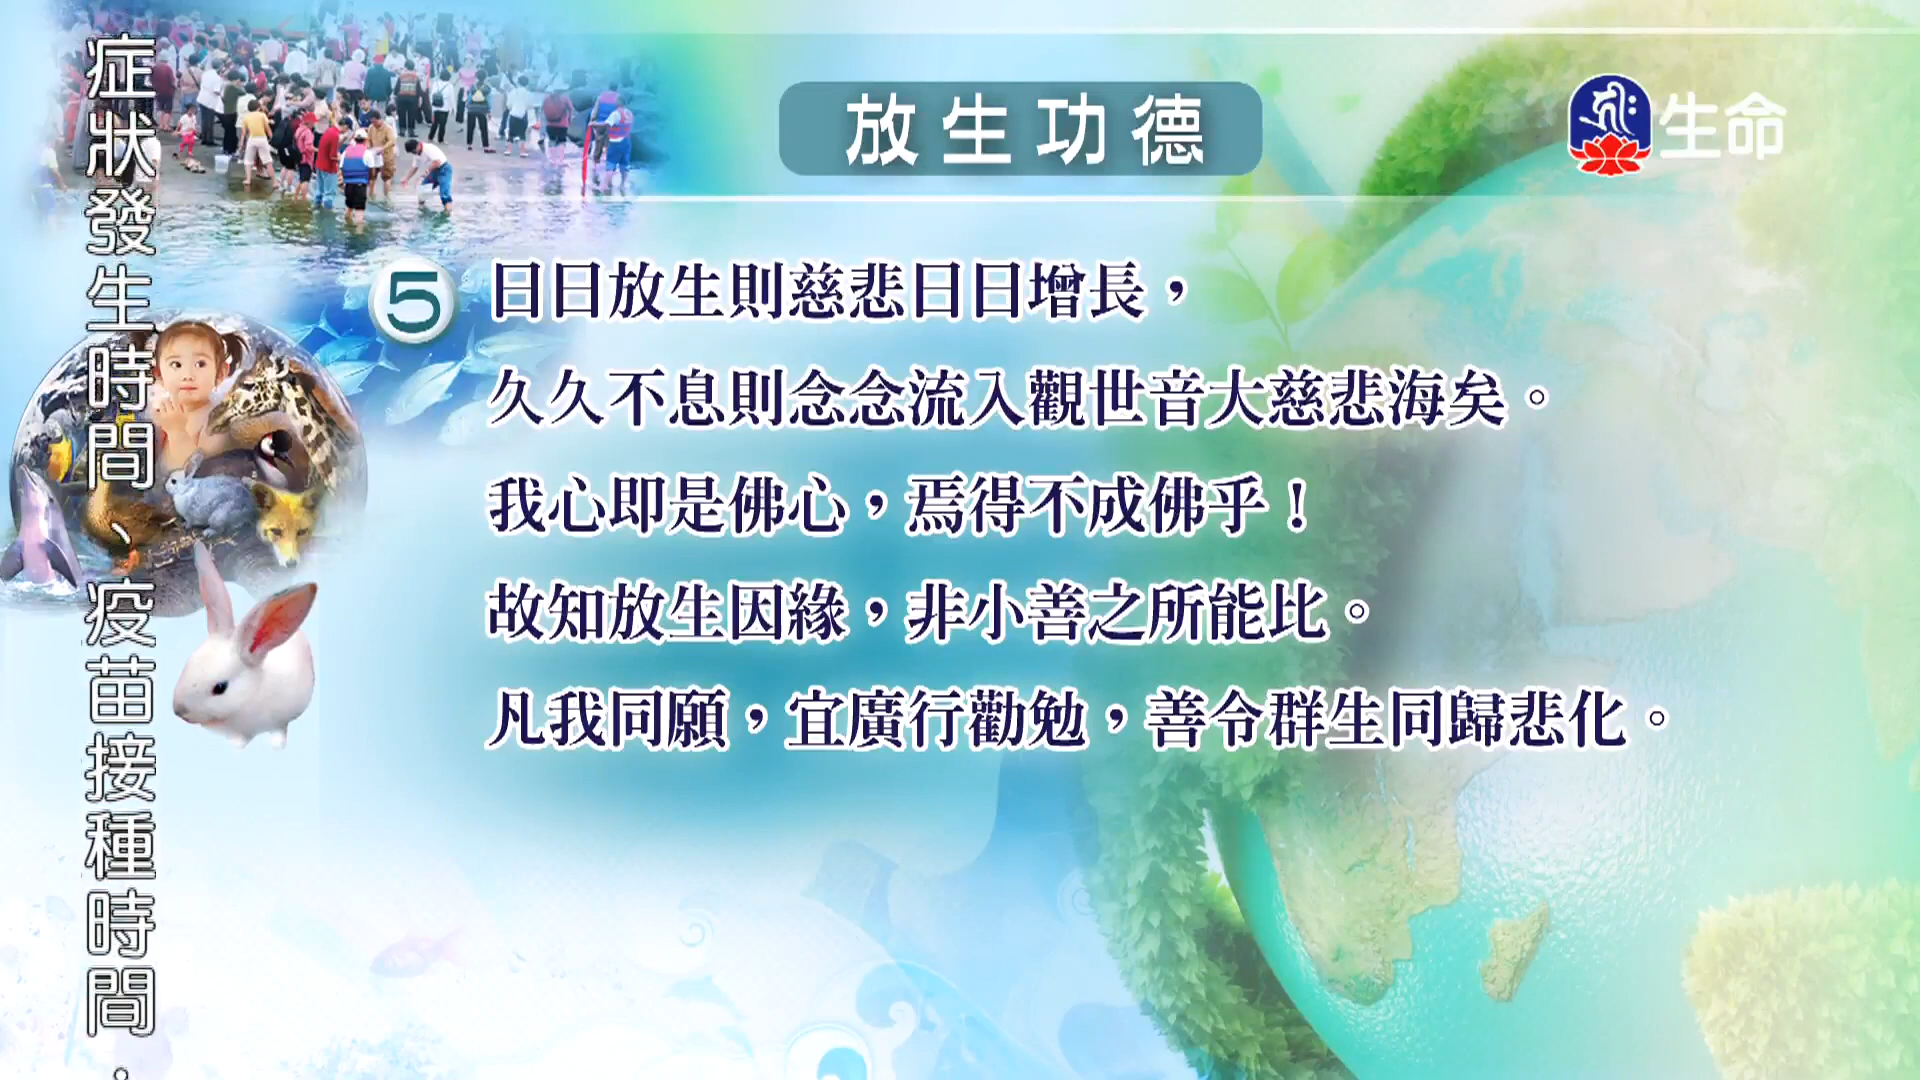 放生功德
生命
5
日日放生則慈悲日日增長，
久久不息則念念流入觀世音大慈悲海矣。
我心即是佛心，焉得不成佛乎！
故知放生因緣，非小善之所能比。
凡我同願，宜廣行勸勉，善令群生同歸悲化。
症狀發生時間、疫苗接種時間．